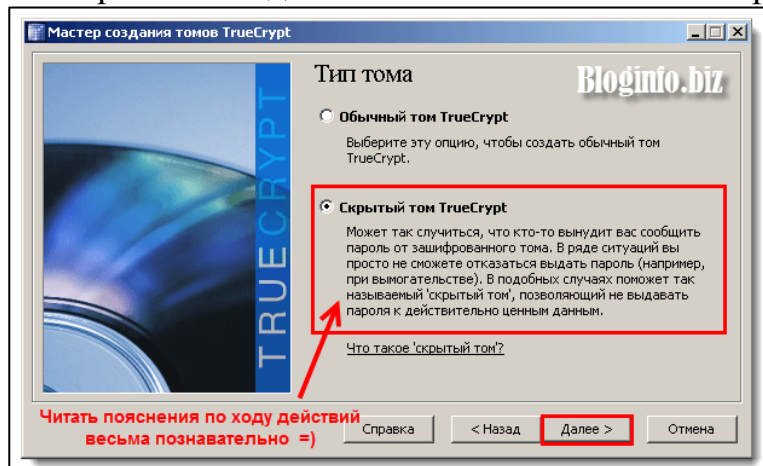 Мастер создания томов TrueCrypt
Тип тома
Bloginfo.biz
Обычный том TrueCrypt
Выберите эту опцию, чтобы создать обычный том
TrueCrypt.
Скрытый том TrueCrypt
Может так случиться, что кто-то вынудит вас сообщить
пароль от зашифрованного тома. В ряде ситуаций вы
просто не сможете отказаться выдать пароль (например,
при вымогательстве). В подобных случаях поможет так
называемый 'скрытый том', позволяющий не выдавать
пароля к действительно ценным данным.
Что такое 'скрытый том'?
TRUECRYPT
Читать пояснения по ходу действий
весьма познавательно =)
Справка
< Назад
Далее >
Отмена